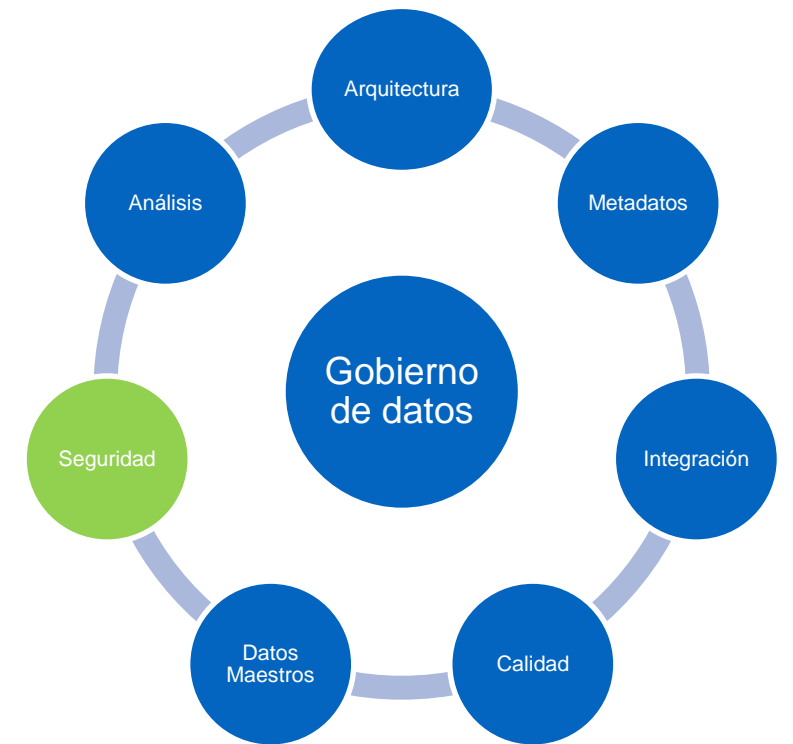 Arquitectura
Metadatos
Integración
Calidad
Datos
Maestros
Seguridad
Análisis
Gobierno
de datos